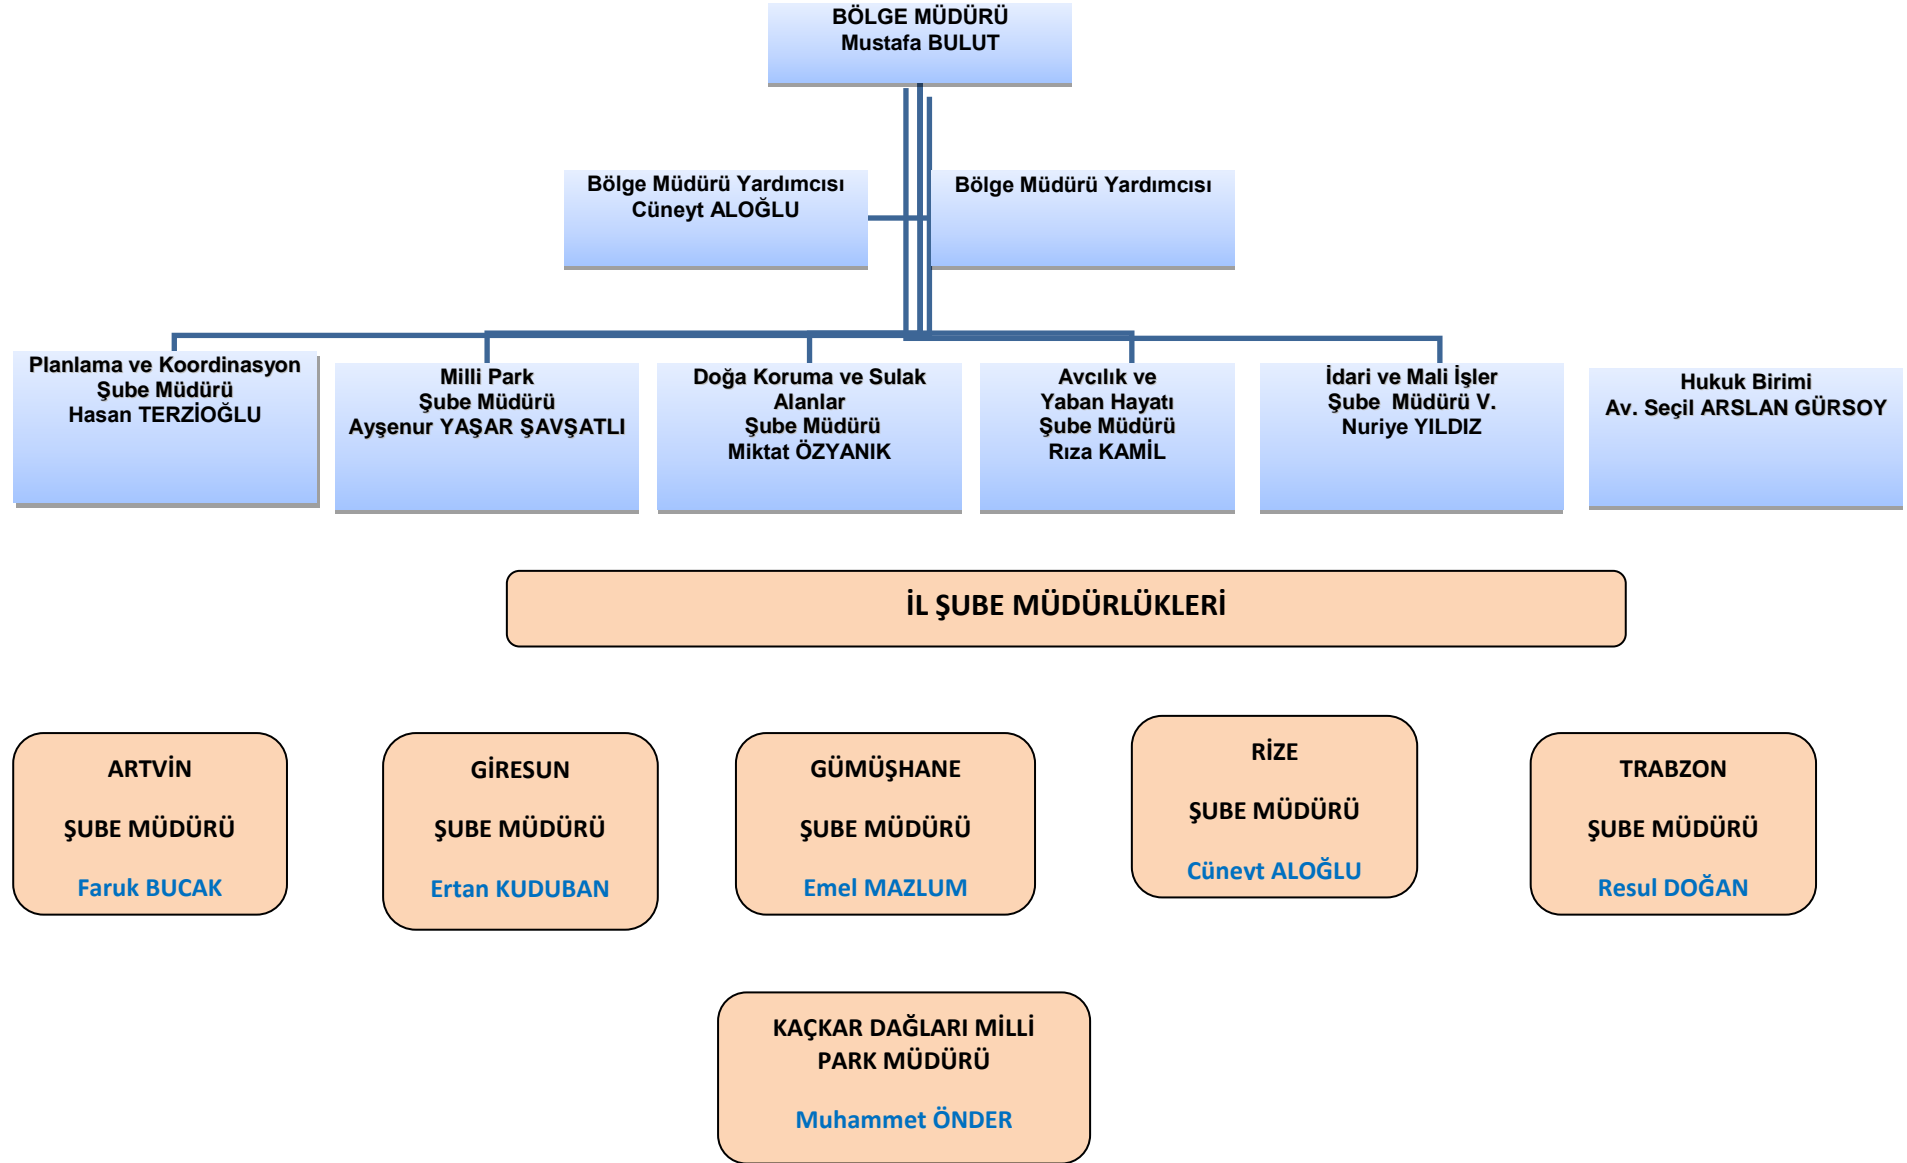 BÖLGE MÜDÜRÜ
Mustafa BULUT
Bölge Müdürü Yardımcısı
Cüneyt ALOĞLU
Bölge Müdürü Yardımcısı
Planlama ve Koordinasyon
Şube Müdürü
Hasan TERZİOĞLU
Milli Park
Şube Müdürü
Ayşenur YAŞAR ŞAVŞATLI
Doğa Koruma ve Sulak
Alanlar
Şube Müdürü
Miktat ÖZYANIK
Avcılık ve
Yaban Hayatı
Şube Müdürü
Rıza KAMİL
İdari ve Mali İşler
Şube Müdürü V.
Nuriye YILDIZ
Hukuk Birimi
Av. Seçil ARSLAN GÜRSOY
İL ŞUBE MÜDÜRLÜKLERİ
ARTVİN
ŞUBE MÜDÜRÜ
Faruk BUCAK
GİRESUN
ŞUBE MÜDÜRÜ
Ertan KUDUBAN
GÜMÜŞHANE
ŞUBE MÜDÜRÜ
Emel MAZLUM
RİZE
ŞUBE MÜDÜRÜ
Cüneyt ALOĞLU
TRABZON
ŞUBE MÜDÜRÜ
Resul DOĞAN
KAÇKAR DAĞLARI MİLLİ
PARK MÜDÜRÜ
Muhammet ÖNDER